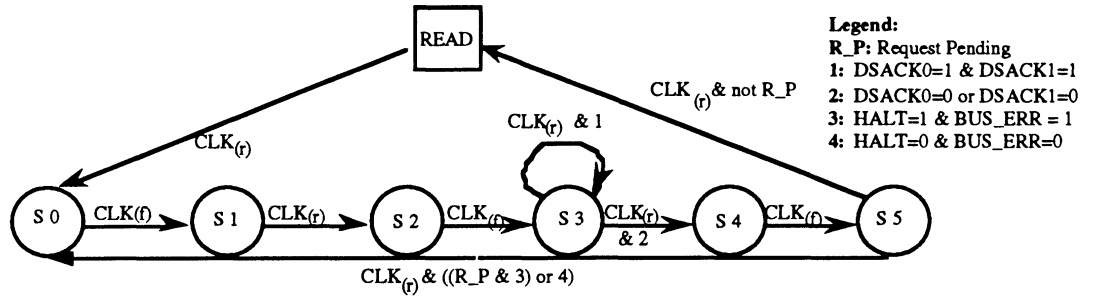 READ
Legend:
R_P: Request Pending
1: DSACK0=1 & DSACK1=1
2: DSACK0=0 or DSACK1=0
3: HALT=1 & BUS_ERR = 1
4: HALT=0 & BUS_ERR=0
CLK (r) & not R_P
CLK(r) & 1
CLK(r)
S 0
CLK(f)
S 1
CLK(r)
S 2
CLK(f)
S 3
CLK(r)
& 2
S 4
CLK(f)
S 5
CLK(r) & ((R_P & 3) or 4)